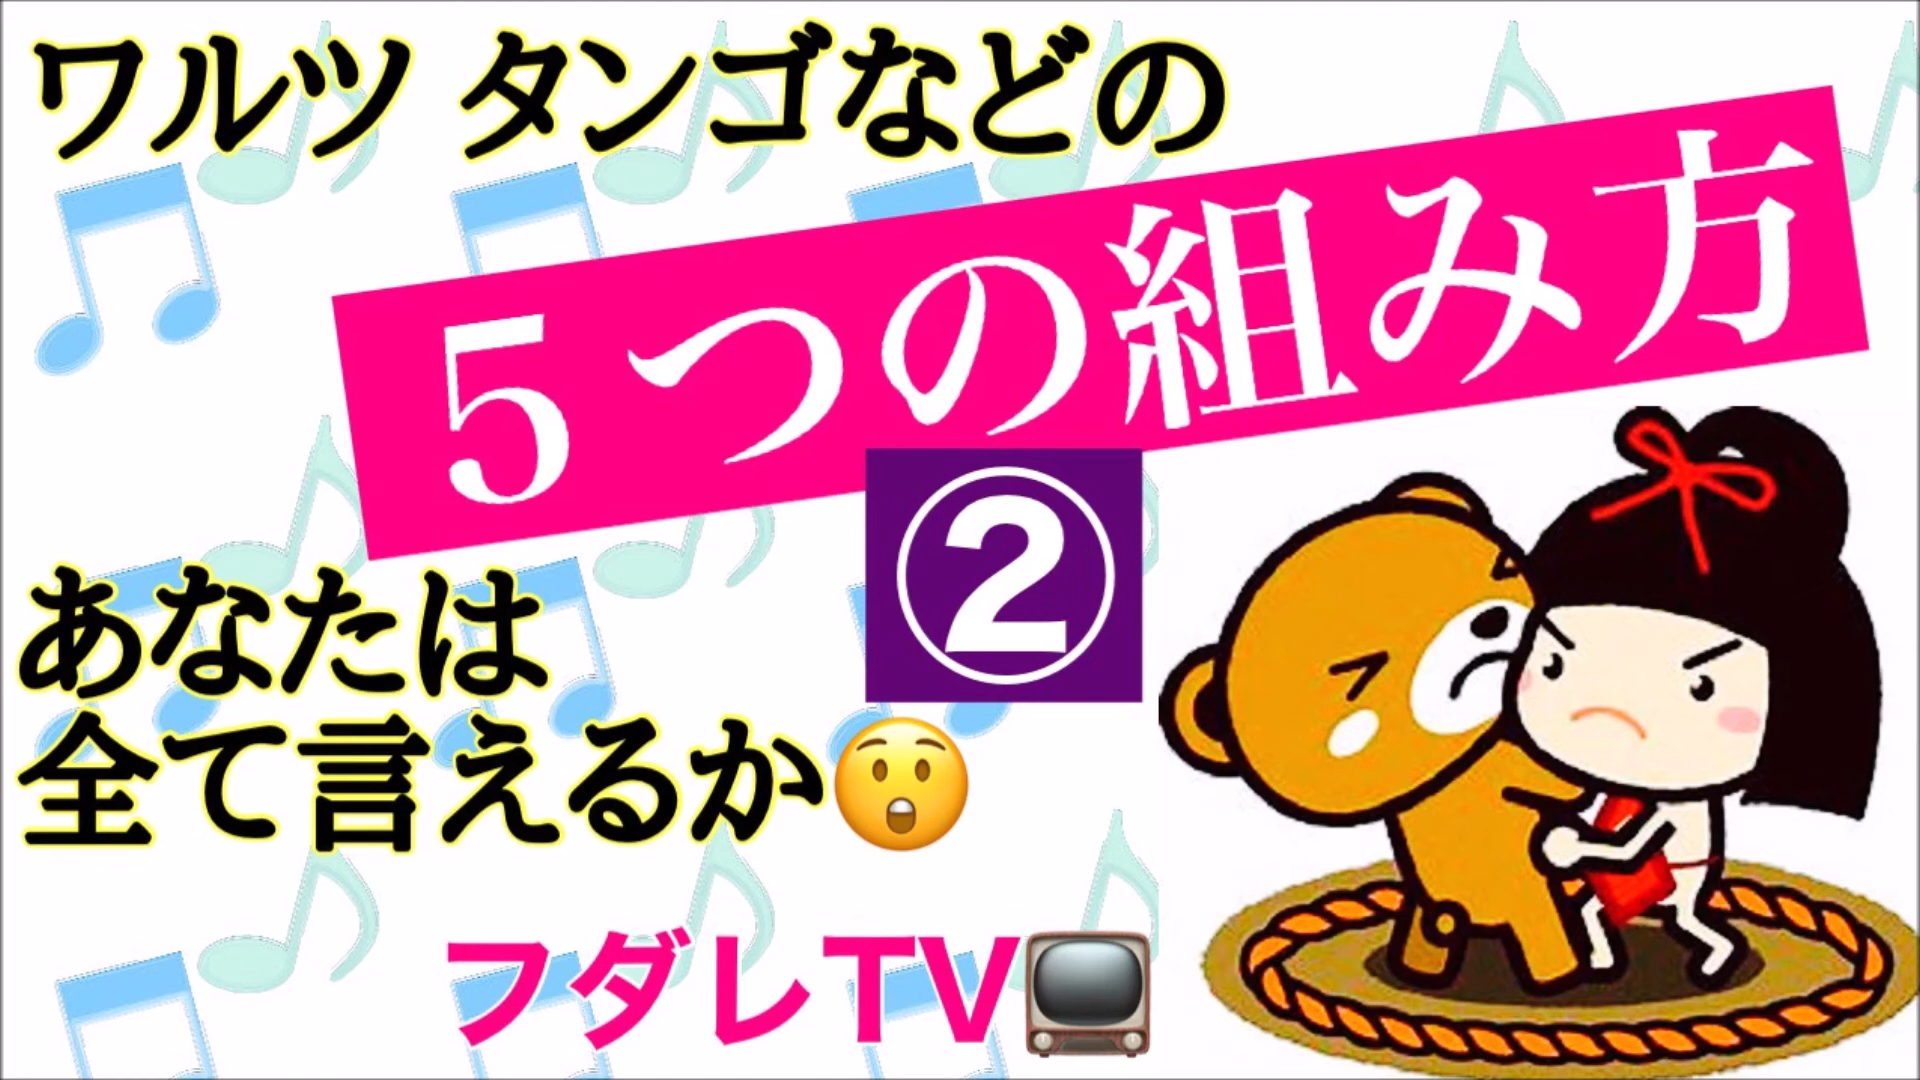 ワルツ タンゴなどの
５つの組み方
②
あなたは
全て言えるか😲
フダレTV📺